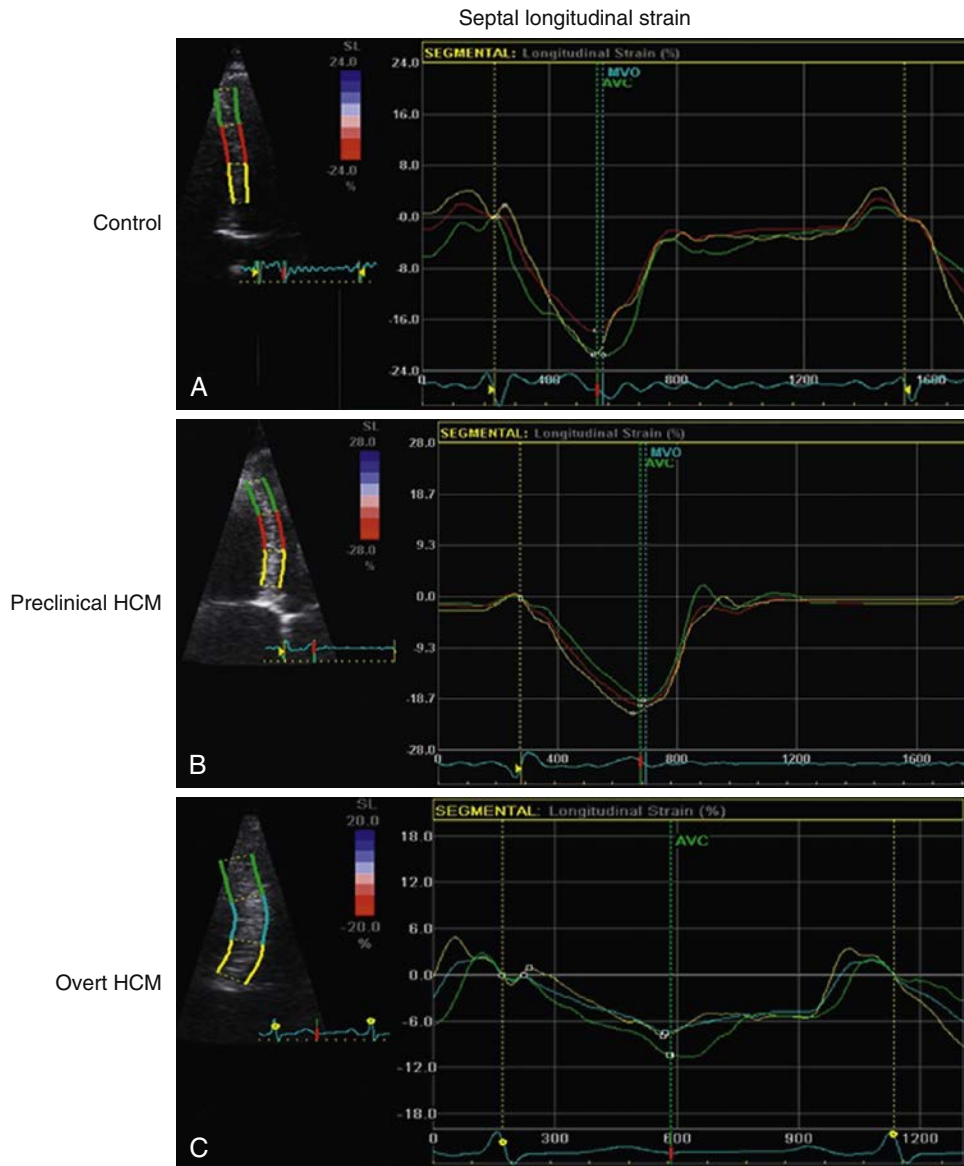 Septal longitudinal strain
Control
A
SL
24.0
-24.0
%
SEGMENTAL: Longitudinal Strain (%)
MVO
AVC
24.0
16.0
8.0
-0.0
-8.0
-16.0
-24.0
0
400
800
1200
1600
Preclinical HCM
B
SL
28.0
-28.0
%
SEGMENTAL: Longitudinal Strain (%)
MVO
AVC
28.0
18.7
9.3
0.0
-9.3
-18.7
-28.0
0
400
800
1200
1600
Overt HCM
C
SL
20.0
-20.0
%
SEGMENTAL: Longitudinal Strain (%)
AVC
18.0
12.0
6.0
0.0
-6.0
-12.0
-18.0
0
300
600
900
1200